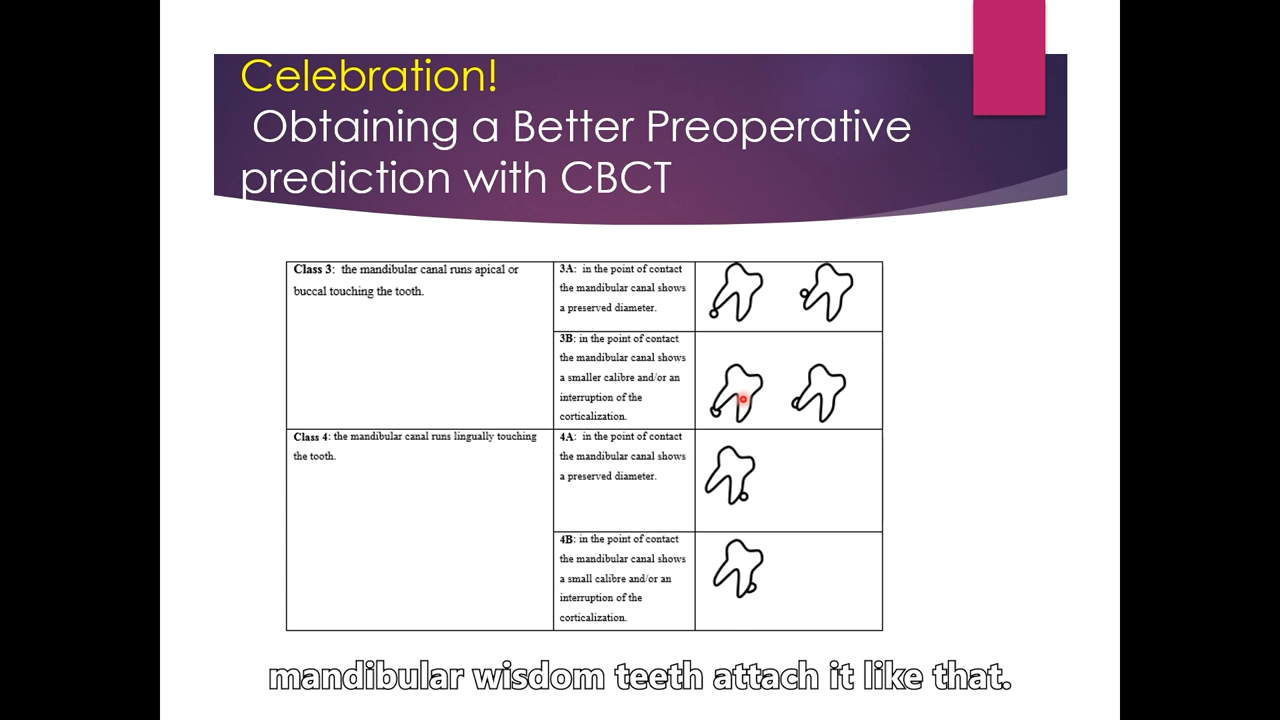 Celebration!
Obtaining a Better Preoperative
prediction with CBCT
Class 3: the mandibular canal runs apical or
buccal touching the tooth.
3A: in the point of contact
the mandibular canal shows
a preserved diameter.
3B: in the point of contact
the mandibular canal shows
a smaller calibre and/or an
interruption of the
corticalization.
Class 4: the mandibular canal runs lingually touching
the tooth.
4A: in the point of contact
the mandibular canal shows
a preserved diameter.
4B: in the point of contact
the mandibular canal shows
a small calibre and/or an
interruption of the
corticalization.
mandibular wisdom teeth attach it like that.